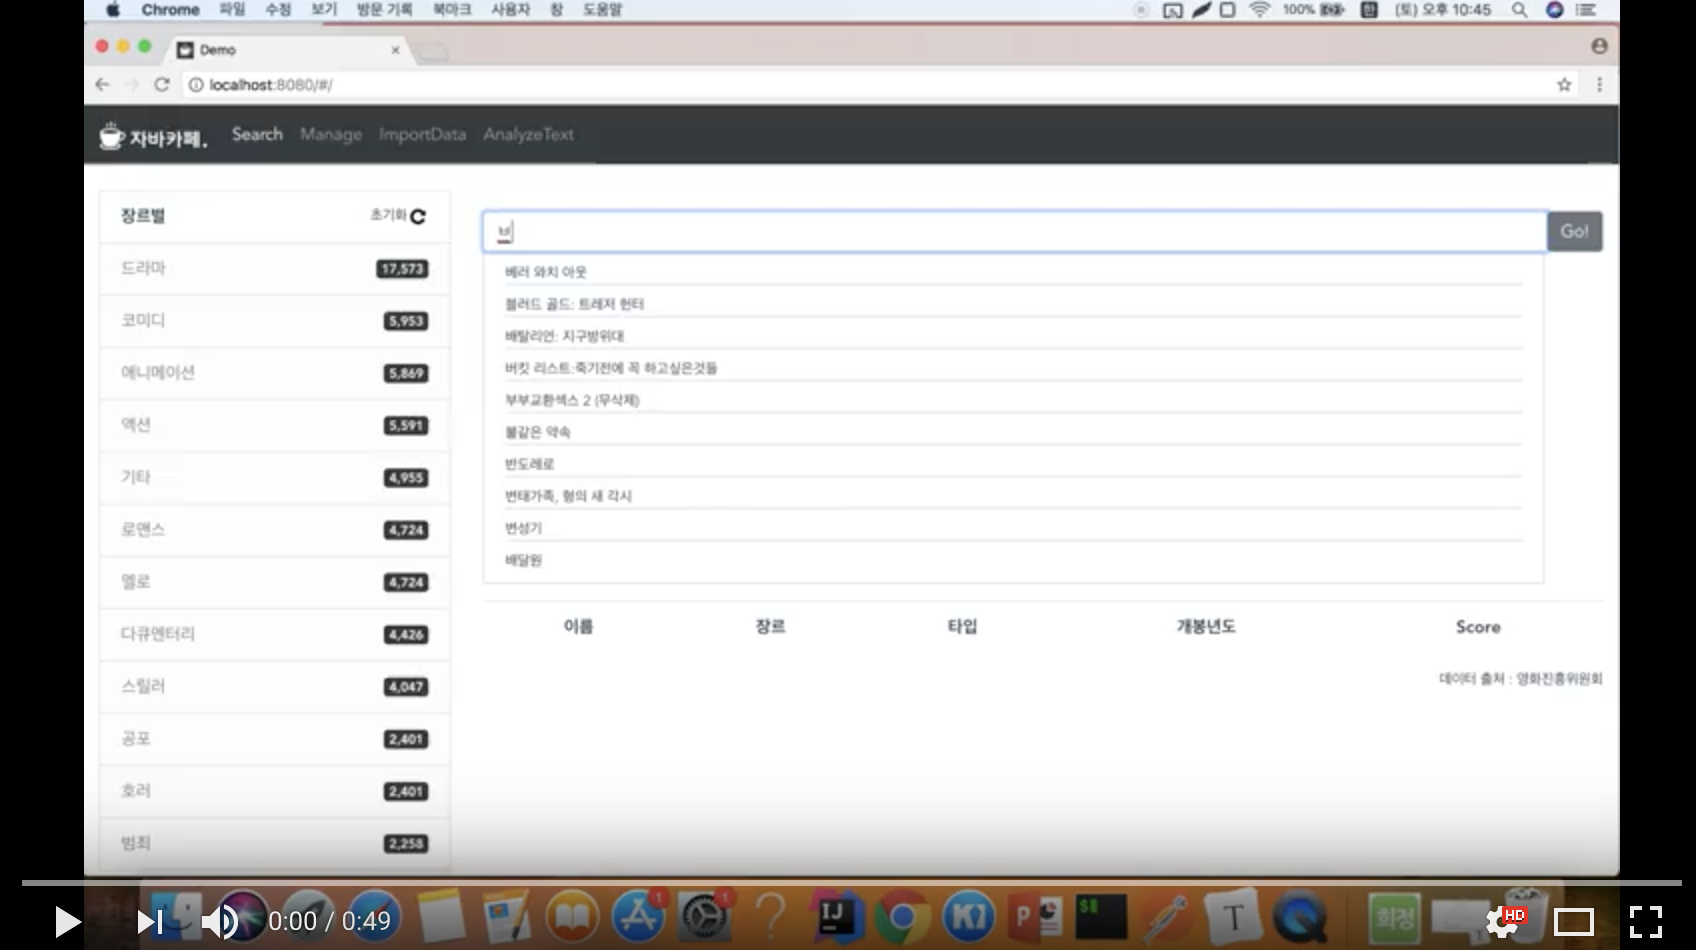 Chrome 파일 수정 보기 방문 기록 북마크 사용자 창 도움말 100% (토) 오후 10:45
Demo
localhost:8080/#/
자바카페. Search Manage ImportData AnalyzeText
장르별 초기화
드라마 17,573
코미디 5,953
애니메이션 5,869
액션 5,591
기타 4,955
로맨스 4,724
멜로 4,724
다큐멘터리 4,426
스릴러 4,047
공포 2,401
호러 2,401
범죄 2,258
ㅂ Go!
베러 와치 아웃
블러드 골드: 트레저 헌터
배탈리언: 지구방위대
버킷 리스트:죽기전에 꼭 하고싶은것들
부부교환섹스 2 (무삭제)
불같은 약속
반도레로
변태가족, 형의 새 각시
변성기
배달원
이름 장르 타입 개봉년도 Score
데이터 출처 : 영화진흥위원회
1 1 ? IJ P $ T 회정
0:00 / 0:49 HD